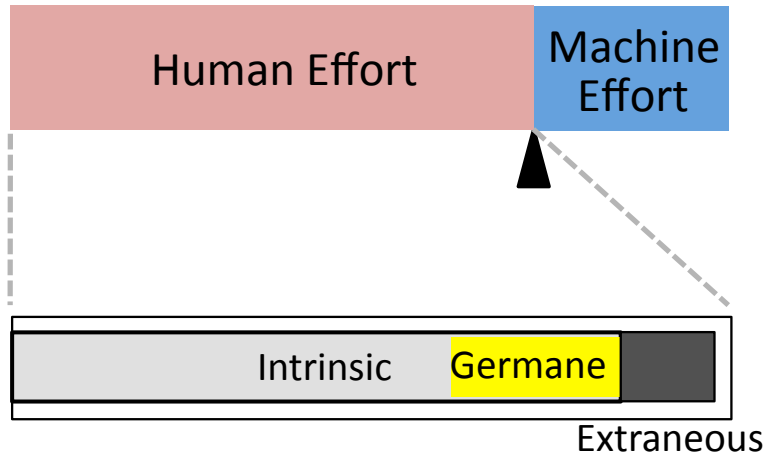 Human Effort
Machine
Effort
Intrinsic
Germane
Extraneous